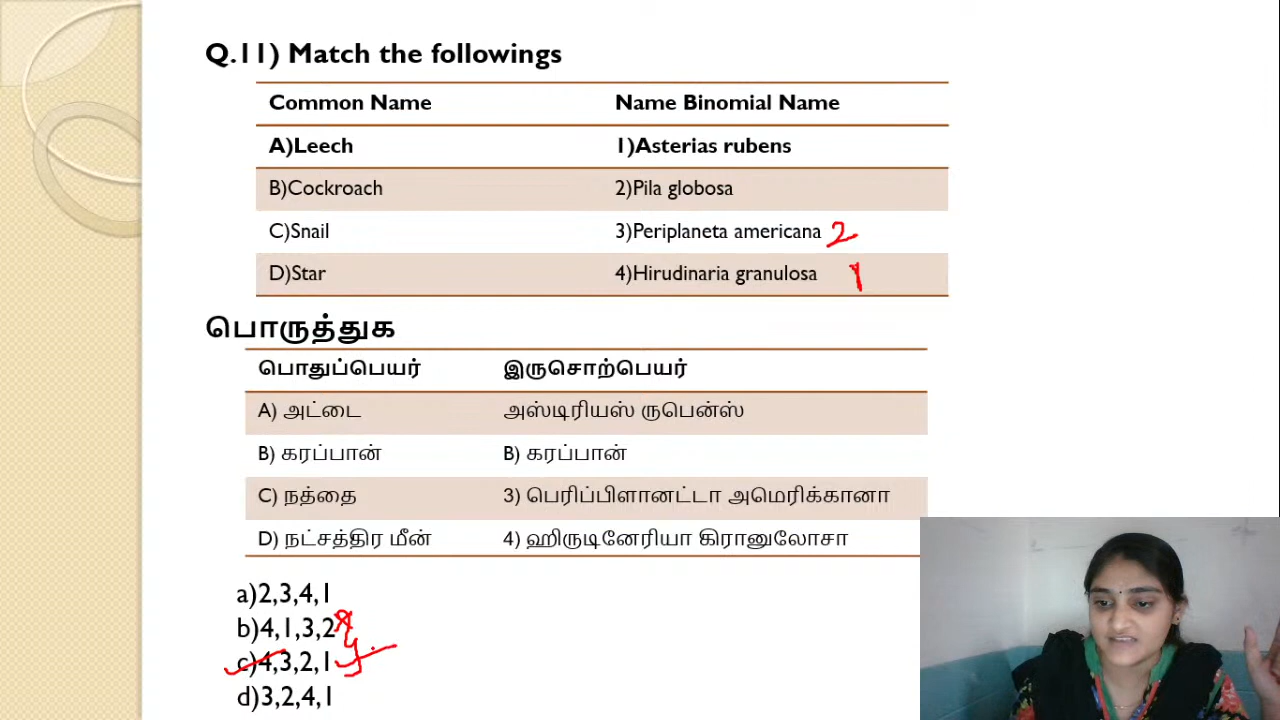 Q.11) Match the followings
Common Name Name Binomial Name
A)Leech 1)Asterias rubens
B)Cockroach 2)Pila globosa
C)Snail 3)Periplaneta americana 2
D)Star 4)Hirudinaria granulosa 1
பொருத்துக
பொதுப்பெயர் இருசொற்பெயர்
A) அட்டை அஸ்டிரியஸ் ருபென்ஸ்
B) கரப்பான் B) கரப்பான்
C) நத்தை 3) பெரிப்பிளானட்டா அமெரிக்கானா
D) நட்சத்திர மீன் 4) ஹிருடினேரியா கிரானுலோசா
a)2,3,4,1
b)4,1,3,2
c)4,3,2,1
d)3,2,4,1